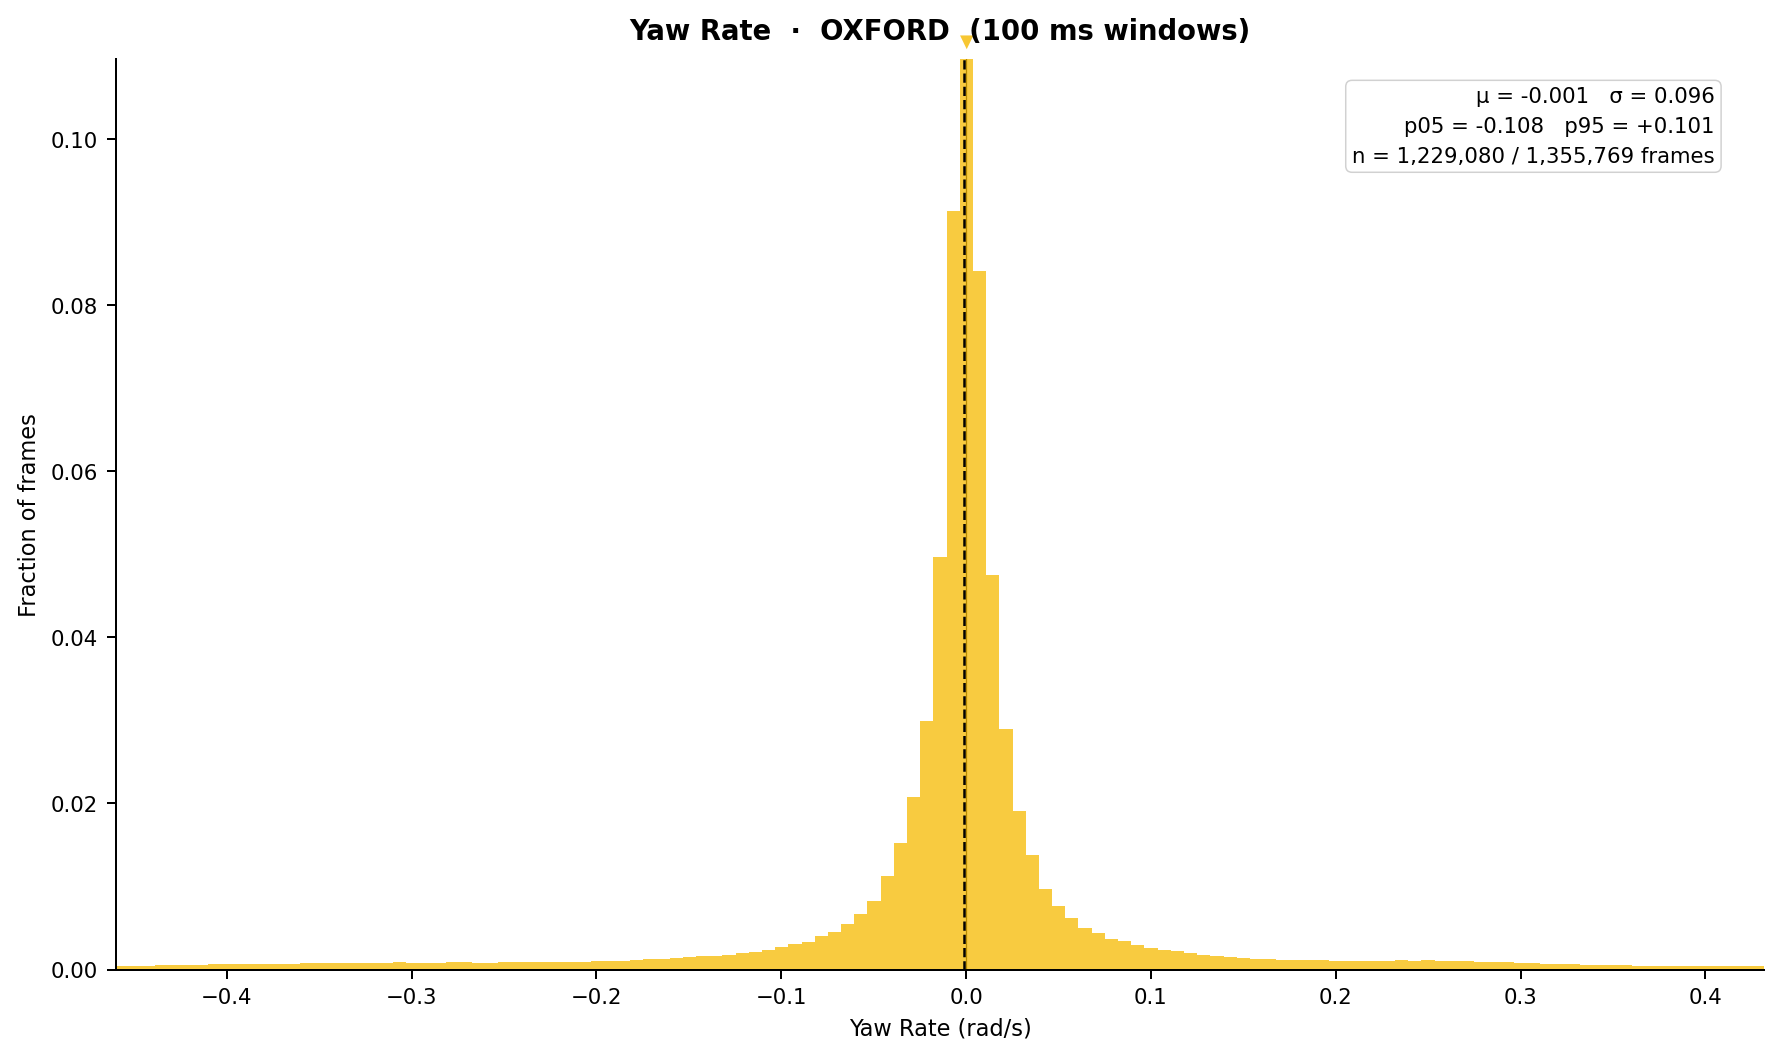 Yaw Rate · OXFORD (100 ms windows)
μ = -0.001 σ = 0.096
p05 = -0.108 p95 = +0.101
n = 1,229,080 / 1,355,769 frames
Fraction of frames
0.10
0.08
0.06
0.04
0.02
0.00
−0.4 −0.3 −0.2 −0.1 0.0 0.1 0.2 0.3 0.4
Yaw Rate (rad/s)